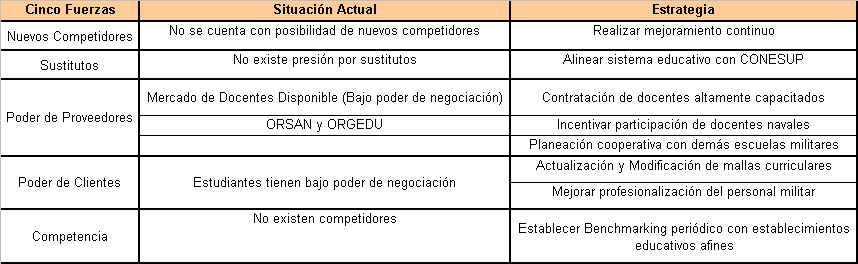 Cinco Fuerzas Situación Actual Estrategia
Nuevos Competidores No se cuenta con posibilidad de nuevos competidores Realizar mejoramiento continuo
Sustitutos No existe presión por sustitutos Alinear sistema educativo con CONESUP
Poder de Proveedores Mercado de Docentes Disponible (Bajo poder de negociación) Contratación de docentes altamente capacitados
ORSAN y ORGEDU Incentivar participación de docentes navales
Planeación cooperativa con demás escuelas militares
Poder de Clientes Estudiantes tienen bajo poder de negociación Actualización y Modificación de mallas curriculares
Mejorar profesionalización del personal militar
Competencia No existen competidores Establecer Benchmarking periódico con establecimientos
educativos afines